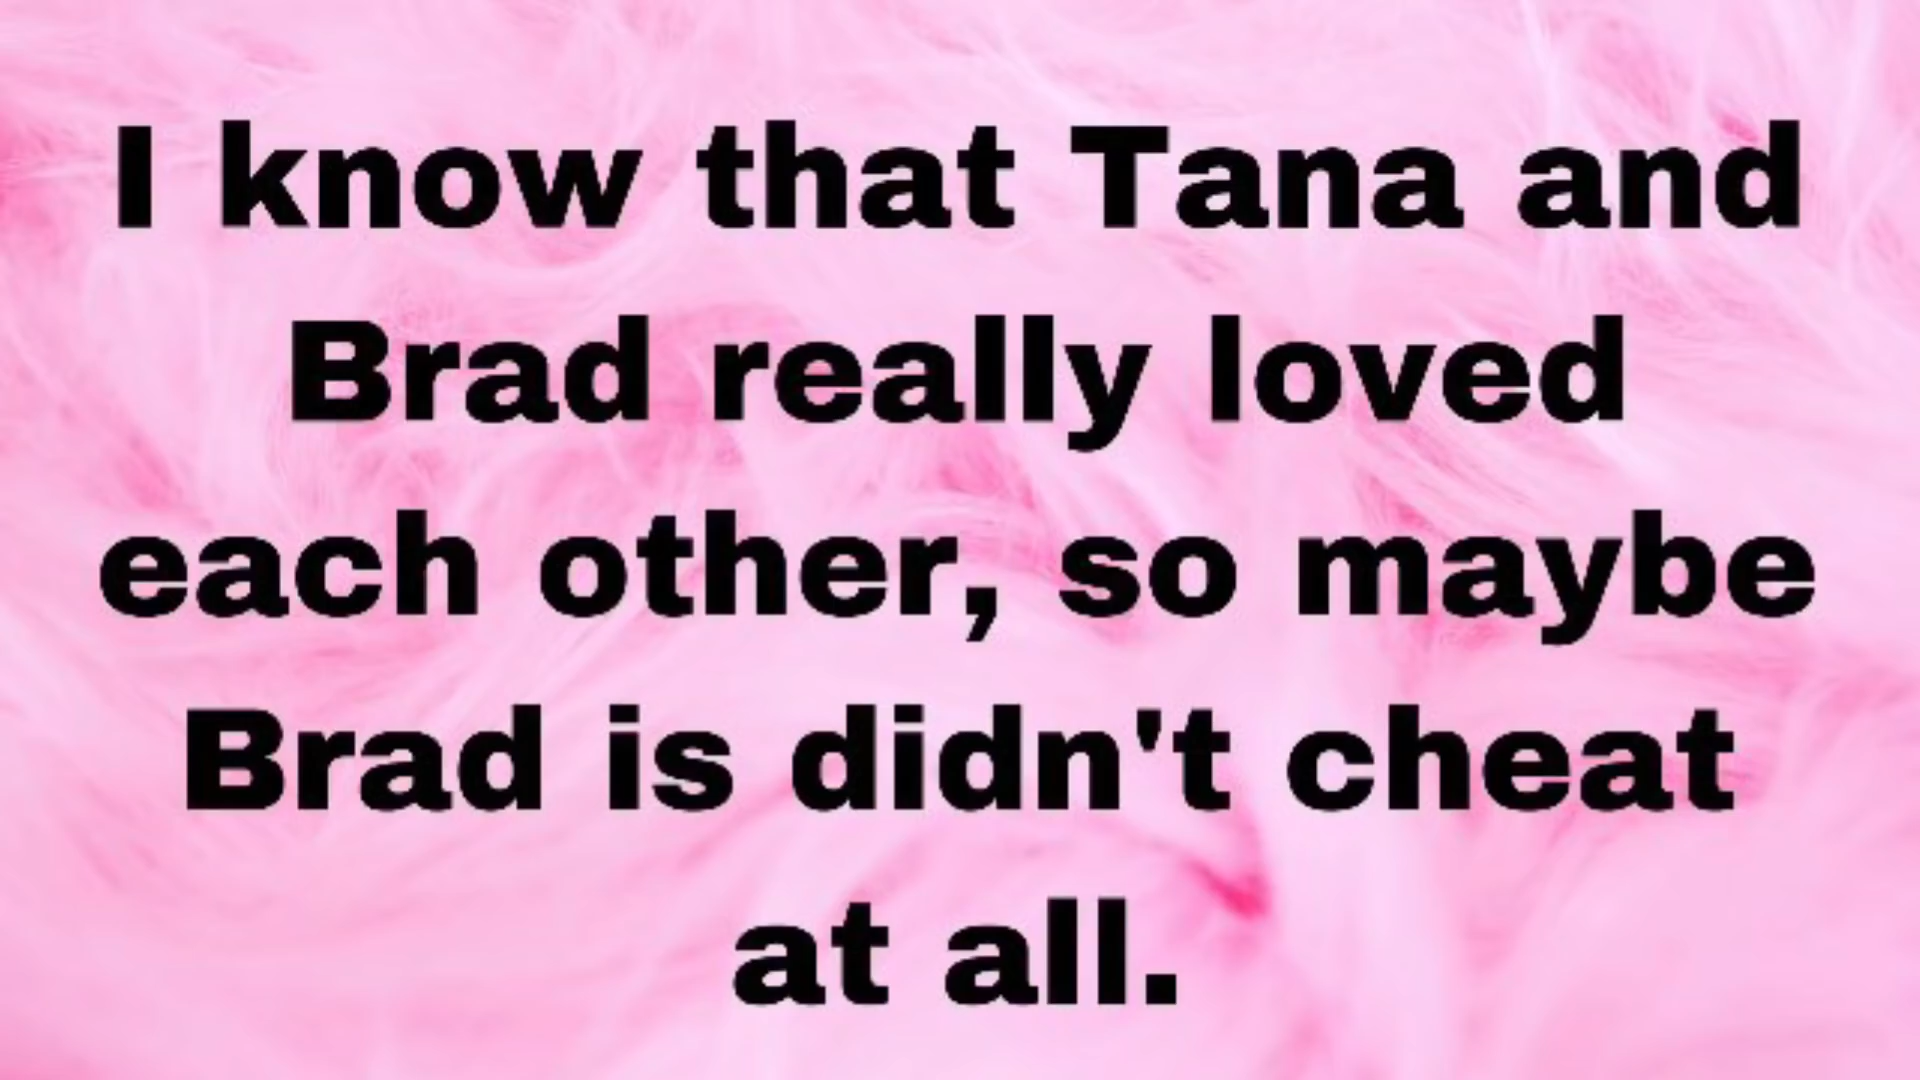 I know that Tana and
Brad really loved
each other, so maybe
Brad is didn't cheat
at all.